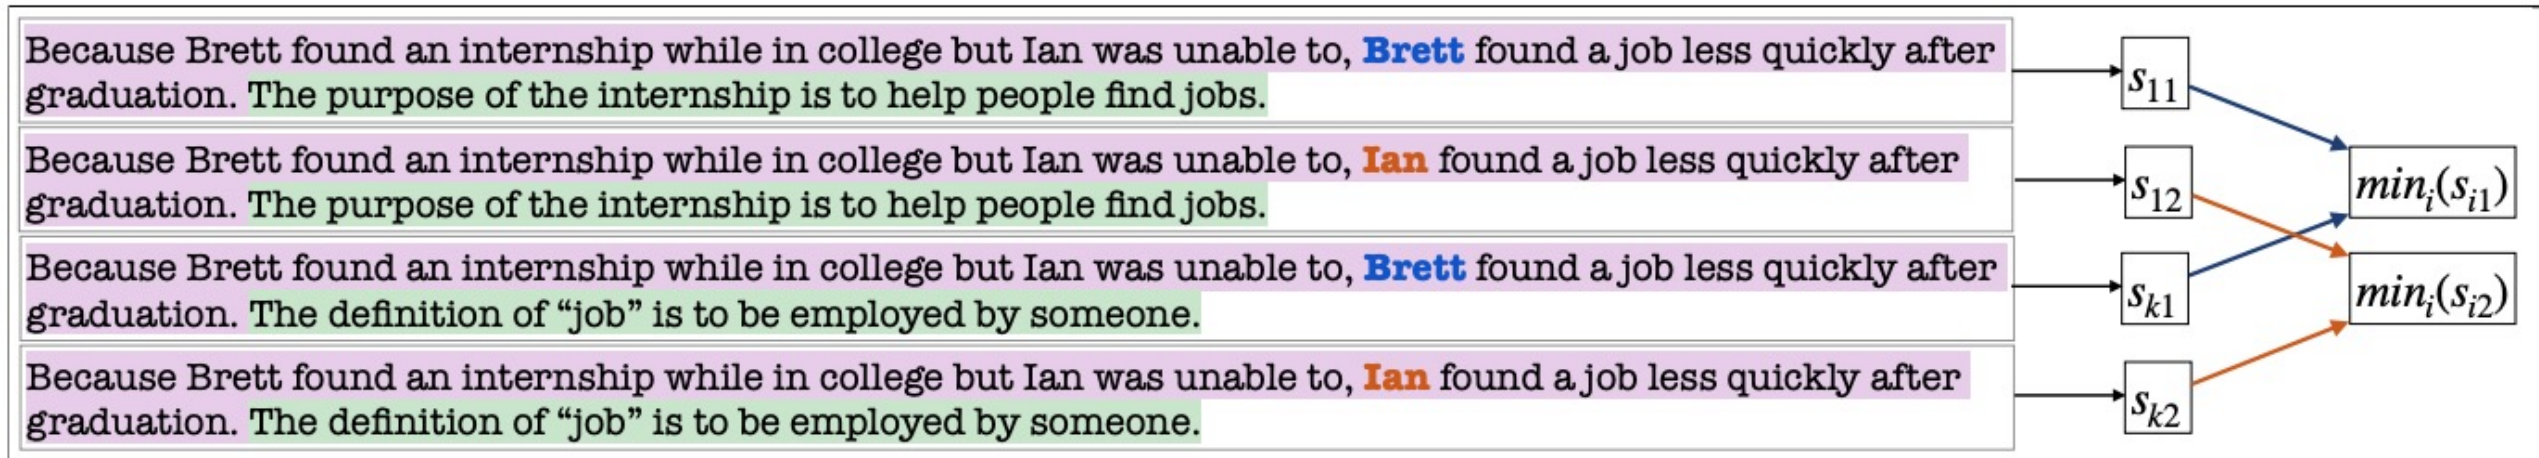 Because Brett found an internship while in college but Ian was unable to, Brett found a job less quickly after
graduation. The purpose of the internship is to help people find jobs.
s11
Because Brett found an internship while in college but Ian was unable to, Ian found a job less quickly after
graduation. The purpose of the internship is to help people find jobs.
s12
mini(si1)
Because Brett found an internship while in college but Ian was unable to, Brett found a job less quickly after
graduation. The definition of “job” is to be employed by someone.
sk1
mini(si2)
Because Brett found an internship while in college but Ian was unable to, Ian found a job less quickly after
graduation. The definition of “job” is to be employed by someone.
sk2